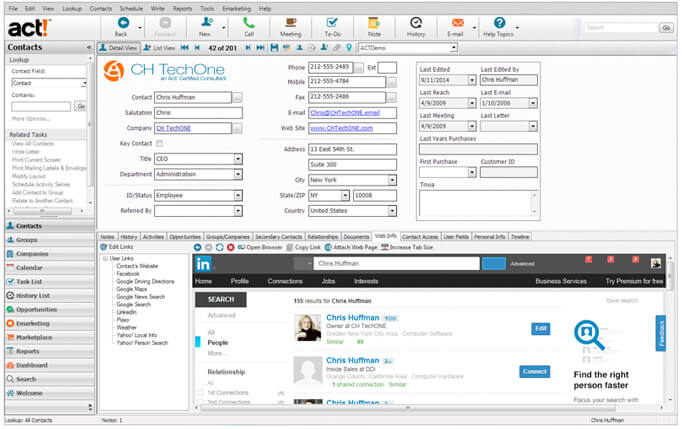 File Edit View Lookup Contacts Schedule Write Reports Tools Emarketing Help
act!
Back Forward New Call Meeting To-Do Note History E-mail Help Topics
Search Go
Contacts
Detail View List View 42 of 201 ACTDemo
Lookup
Contact Field:
Contact
Contains:
Go
More Options...
Related Tasks
View All Contacts
Write Letter
Print Current Screen
Print Mailing Labels & Envelopes
Modify Layout
Schedule Activity Series
Add Contact to Group
Relate to Another Contact
Contacts
Groups
Companies
Calendar
Task List
History List
Opportunities
Emarketing
Marketplace
Reports
Dashboard
Search
Welcome
CH TechOne
an Act! Certified Consultant
Contact Chris Huffman
Salutation Chris
Company CH TechONE
Key Contact
Title CEO
Department Administration
ID/Status Employee
Referred By
Phone 212-555-2485 Ext
Mobile 212-555-4784
Fax 212-555-2486
E-mail Chris@CHTechONE.email
Web Site www.CHTechONE.com
Address 13 East 54th St.
Suite 300
City New York
State/ZIP NY 10008
Country United States
Last Edited Last Edited by
9/11/2014 Chris Huffman
Last Reach Last E-mail
4/9/2009 1/10/2006
Last Meeting Last Letter
4/9/2009
Last Years Purchases
First Purchase Customer ID
Trivia
Notes History Activities Opportunities Groups/Companies Secondary Contacts Relationships Documents Web Info Contact Access User Fields Personal Info Timeline
Edit Links Open Browser Copy Link Attach Web Page Increase Tab Size
User Links
Contact's Website
Facebook
Google Driving Directions
Google Maps
Google News Search
Google Search
LinkedIn
Plaxo
Weather
Yahoo! Local Info
Yahoo! Person Search
in Chris Huffman Advanced
Home Profile Connections Jobs Interests Business Services Try Premium for free
SEARCH
Advanced
All
People
More...
Relationship
All
1st Connections
2nd Connections
155 results for Chris Huffman Save search
Chris Huffman YOU
Owner at CH TechONE
Greater New York City Area · Computer Software
Similar 49
Edit
Chris Huffman 2nd
Inside Sales at DDi
Orange County, California Area · Computer Hardware
1 shared connection · Similar
Connect
Chris Huffman
Find the right
person faster
Focus your search with
Feedback
Lookup: All Contacts Notes: 1 Chris Huffman